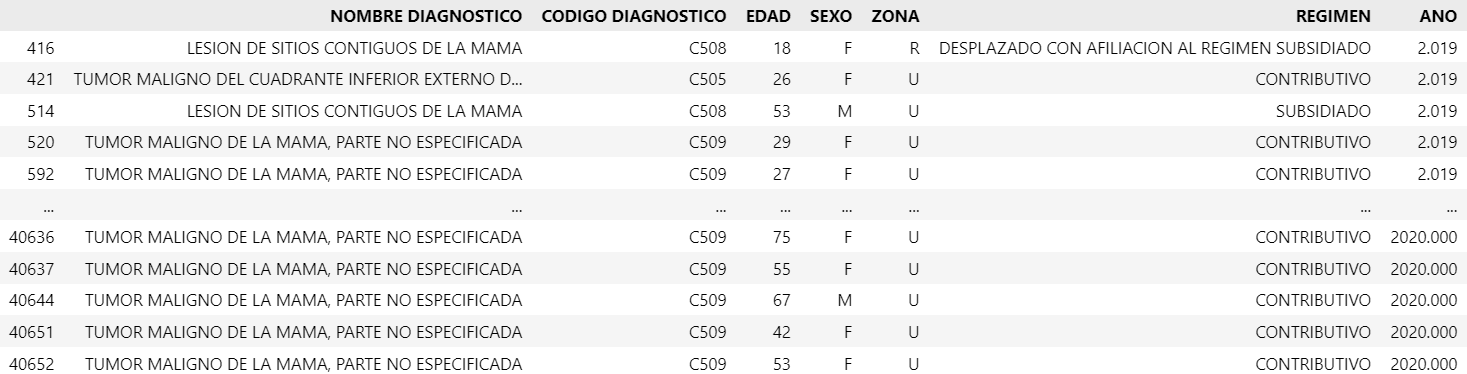 NOMBRE DIAGNOSTICO CODIGO DIAGNOSTICO EDAD SEXO ZONA REGIMEN ANO
416 LESION DE SITIOS CONTIGUOS DE LA MAMA C508 18 F R DESPLAZADO CON AFILIACION AL REGIMEN SUBSIDIADO 2.019
421 TUMOR MALIGNO DEL CUADRANTE INFERIOR EXTERNO D... C505 26 F U CONTRIBUTIVO 2.019
514 LESION DE SITIOS CONTIGUOS DE LA MAMA C508 53 M U SUBSIDIADO 2.019
520 TUMOR MALIGNO DE LA MAMA, PARTE NO ESPECIFICADA C509 29 F U CONTRIBUTIVO 2.019
592 TUMOR MALIGNO DE LA MAMA, PARTE NO ESPECIFICADA C509 27 F U CONTRIBUTIVO 2.019
... ... ... ... ... ... ... ...
40636 TUMOR MALIGNO DE LA MAMA, PARTE NO ESPECIFICADA C509 75 F U CONTRIBUTIVO 2020.000
40637 TUMOR MALIGNO DE LA MAMA, PARTE NO ESPECIFICADA C509 55 F U CONTRIBUTIVO 2020.000
40644 TUMOR MALIGNO DE LA MAMA, PARTE NO ESPECIFICADA C509 67 M U CONTRIBUTIVO 2020.000
40651 TUMOR MALIGNO DE LA MAMA, PARTE NO ESPECIFICADA C509 42 F U CONTRIBUTIVO 2020.000
40652 TUMOR MALIGNO DE LA MAMA, PARTE NO ESPECIFICADA C509 53 F U CONTRIBUTIVO 2020.000